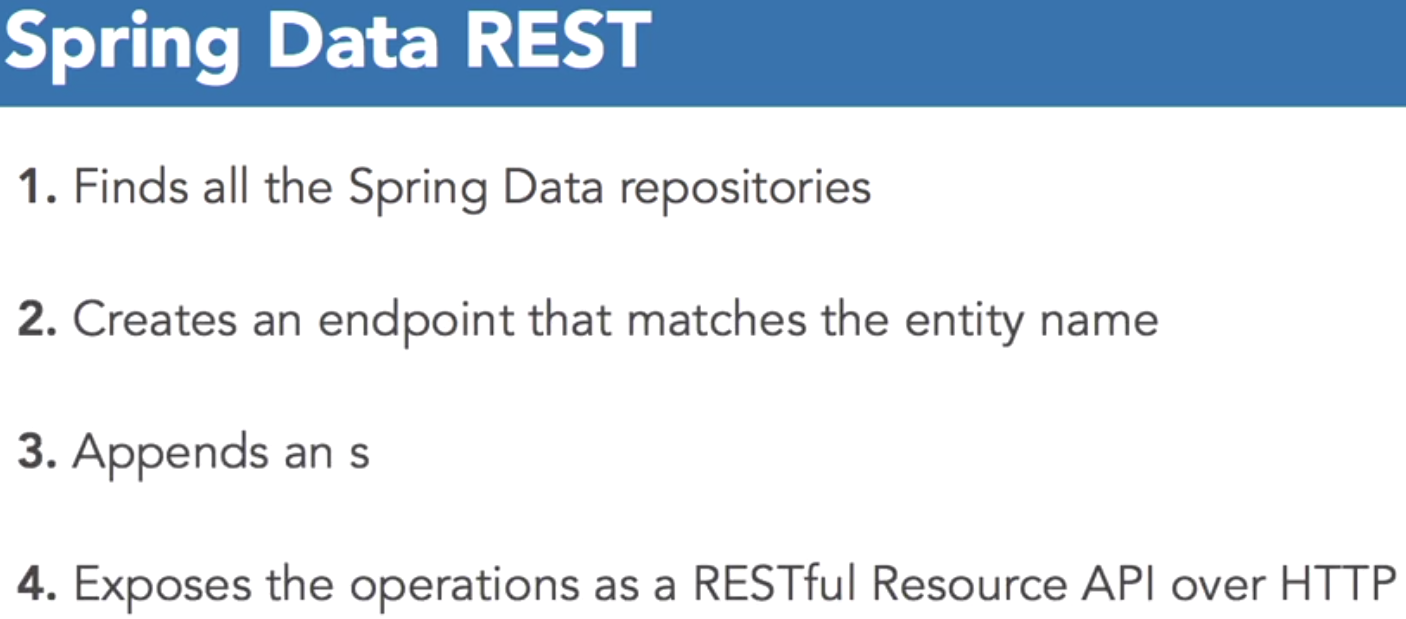 Spring Data REST
1. Finds all the Spring Data repositories
2. Creates an endpoint that matches the entity name
3. Appends an s
4. Exposes the operations as a RESTful Resource API over HTTP